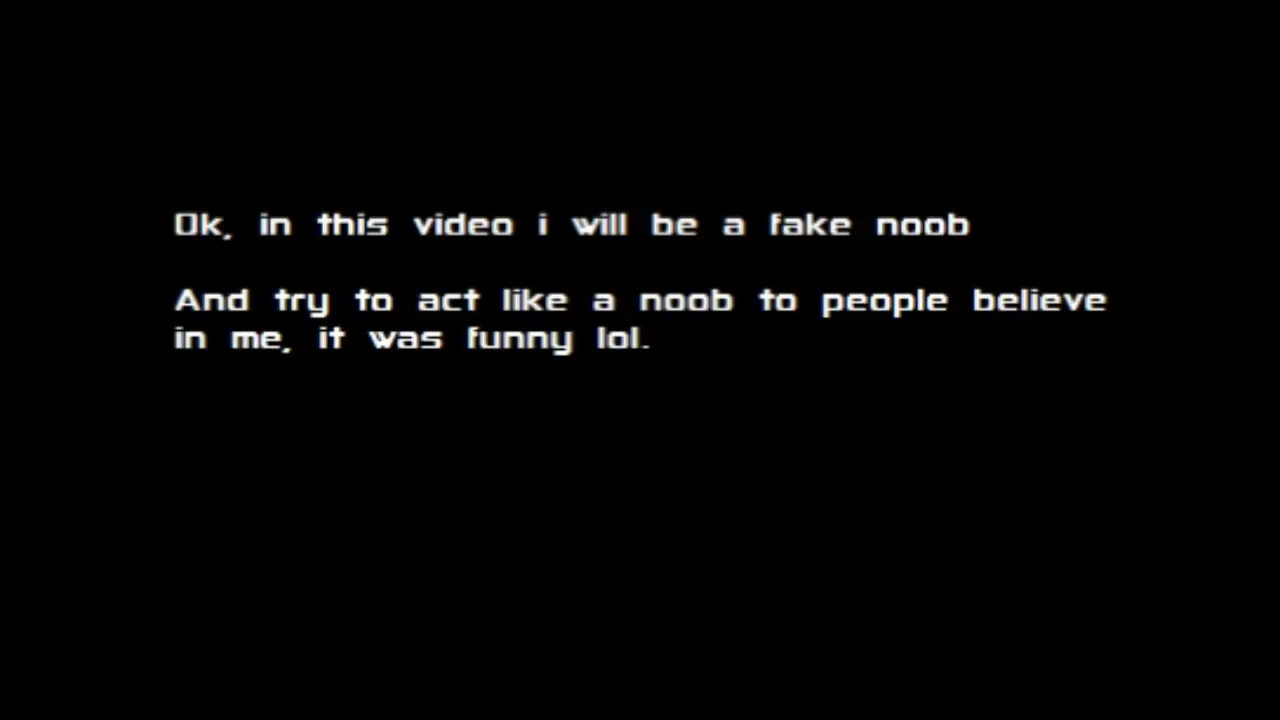 Ok, in this video i will be a fake noob
And try to act like a noob to people believe
in me, it was funny lol.